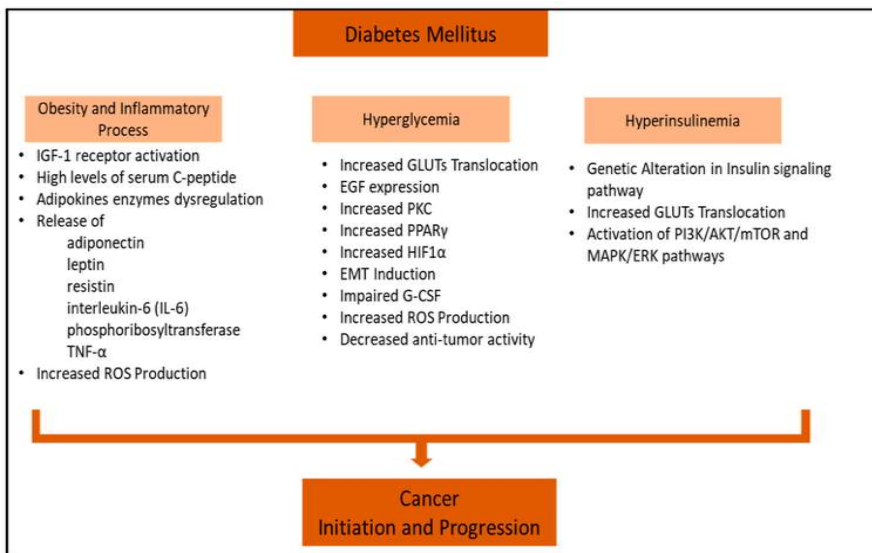 Diabetes Mellitus
Obesity and Inflammatory
Process
• IGF-1 receptor activation
• High levels of serum C-peptide
• Adipokines enzymes dysregulation
• Release of
adiponectin
leptin
resistin
interleukin-6 (IL-6)
phosphoribosyltransferase
TNF-α
• Increased ROS Production
Hyperglycemia
• Increased GLUTs Translocation
• EGF expression
• Increased PKC
• Increased PPARγ
• Increased HIF1α
• EMT Induction
• Impaired G-CSF
• Increased ROS Production
• Decreased anti-tumor activity
Hyperinsulinemia
• Genetic Alteration in Insulin signaling
pathway
• Increased GLUTs Translocation
• Activation of PI3K/AKT/mTOR and
MAPK/ERK pathways
Cancer
Initiation and Progression